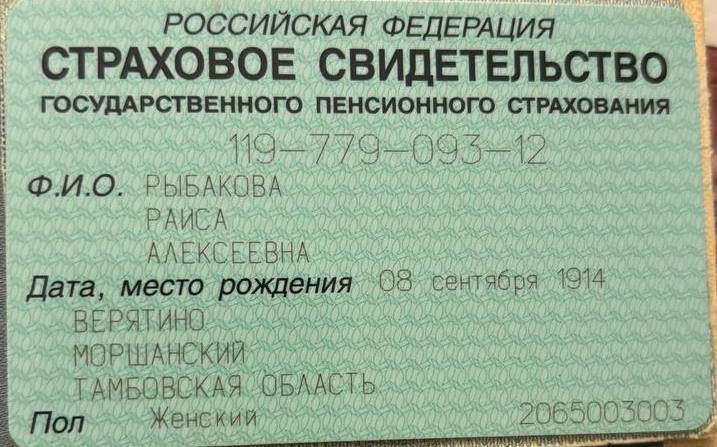 РОССИЙСКАЯ ФЕДЕРАЦИЯ
СТРАХОВОЕ СВИДЕТЕЛЬСТВО
ГОСУДАРСТВЕННОГО ПЕНСИОННОГО СТРАХОВАНИЯ
119-779-093-12
Ф.И.О. РЫБАКОВА
РАИСА
АЛЕКСЕЕВНА
Дата, место рождения 08 сентября 1914
ВЕРЯТИНО
МОРШАНСКИЙ
ТАМБОВСКАЯ ОБЛАСТЬ
Пол Женский 2065003003